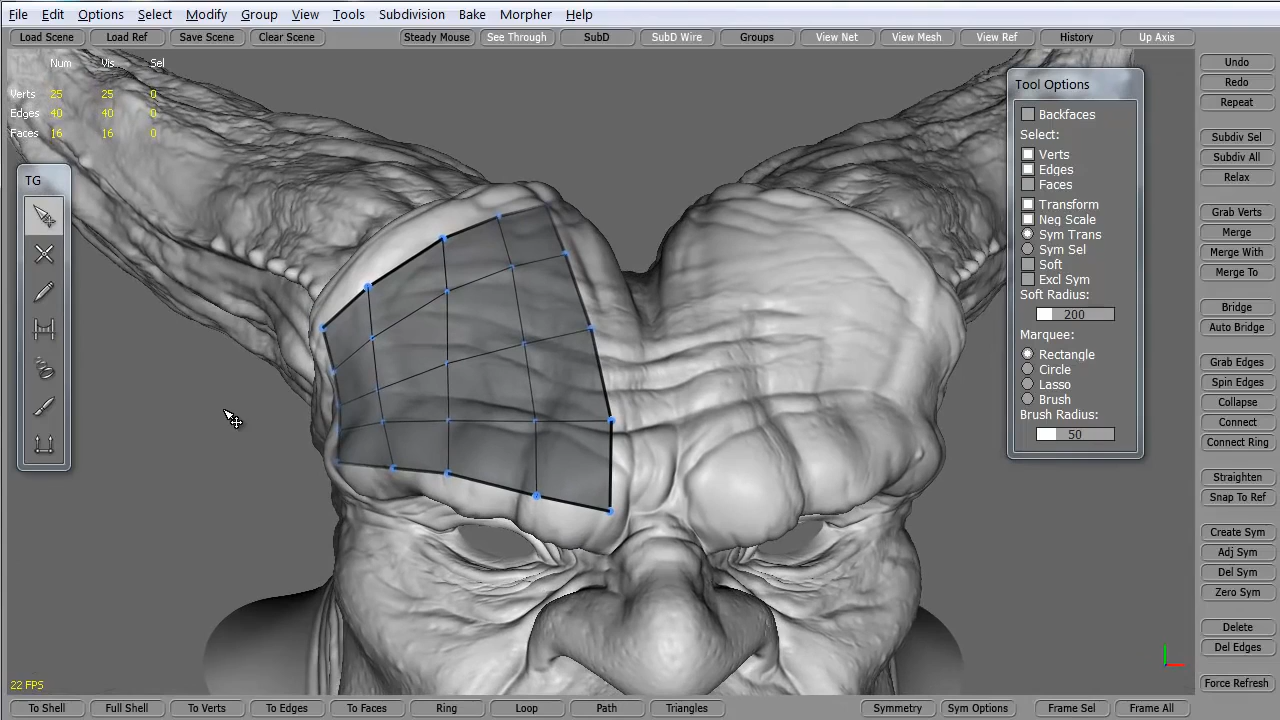 File Edit Options Select Modify Group View Tools Subdivision Bake Morpher Help
Load Scene Load Ref Save Scene Clear Scene Steady Mouse See Through SubD SubD Wire Groups View Net View Mesh View Ref History Up Axis
Num Vis Sel
Verts 25 25 0
Edges 40 40 0
Faces 16 16 0
TG
Tool Options
Backfaces
Select:
Verts
Edges
Faces
Transform
Neg Scale
Sym Trans
Sym Sel
Soft
Excl Sym
Soft Radius:
200
Marquee:
Rectangle
Circle
Lasso
Brush
Brush Radius:
50
Undo
Redo
Repeat
Subdiv Sel
Subdiv All
Relax
Grab Verts
Merge
Merge With
Merge To
Bridge
Auto Bridge
Grab Edges
Spin Edges
Collapse
Connect
Connect Ring
Straighten
Snap To Ref
Create Sym
Adj Sym
Del Sym
Zero Sym
Delete
Del Edges
Force Refresh
22 FPS
To Shell Full Shell To Verts To Edges To Faces Ring Loop Path Triangles Symmetry Sym Options Frame Sel Frame All